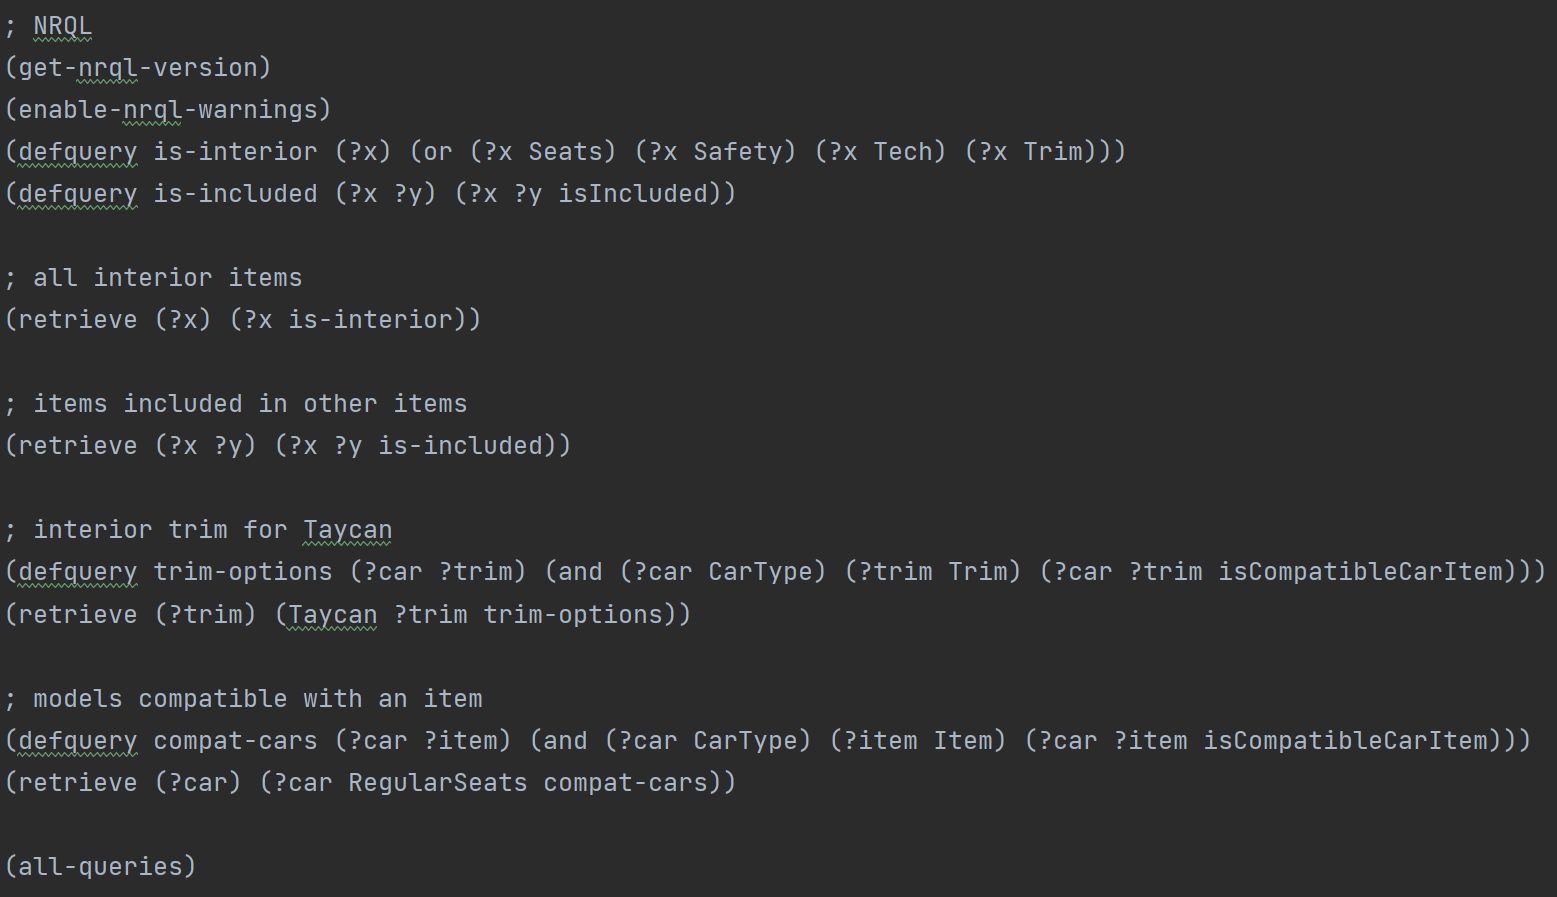 ; NRQL
(get-nrql-version)
(enable-nrql-warnings)
(defquery is-interior (?x) (or (?x Seats) (?x Safety) (?x Tech) (?x Trim)))
(defquery is-included (?x ?y) (?x ?y isIncluded))
; all interior items
(retrieve (?x) (?x is-interior))
; items included in other items
(retrieve (?x ?y) (?x ?y is-included))
; interior trim for Taycan
(defquery trim-options (?car ?trim) (and (?car CarType) (?trim Trim) (?car ?trim isCompatibleCarItem)))
(retrieve (?trim) (Taycan ?trim trim-options))
; models compatible with an item
(defquery compat-cars (?car ?item) (and (?car CarType) (?item Item) (?car ?item isCompatibleCarItem)))
(retrieve (?car) (?car RegularSeats compat-cars))
(all-queries)